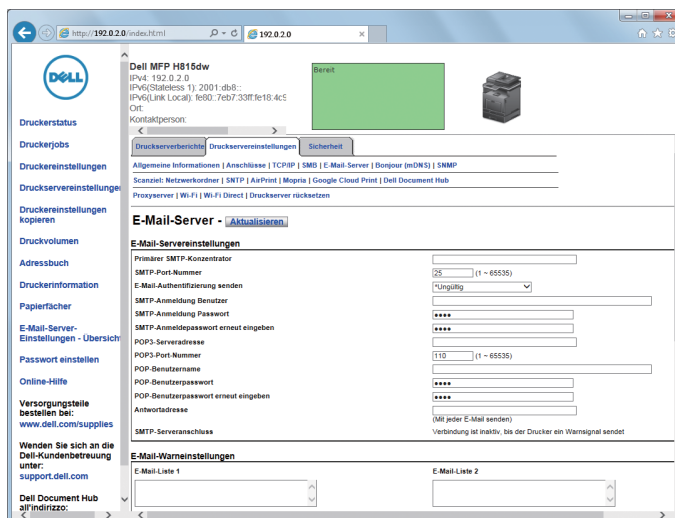 http://192.0.2.0/index.html
192.0.2.0
DELL
Druckerstatus
Druckerjobs
Druckereinstellungen
Druckservereinstellungen
Druckereinstellungen
kopieren
Druckvolumen
Adressbuch
Druckerinformation
Papierfächer
E-Mail-Server-
Einstellungen - Übersicht
Passwort einstellen
Online-Hilfe
Versorgungsteile
bestellen bei:
www.dell.com/supplies
Wenden Sie sich an die
Dell-Kundenbetreuung
unter:
support.dell.com
Dell Document Hub
all'indirizzo:
Dell MFP H815dw
IPv4: 192.0.2.0
IPv6(Stateless 1): 2001:db8::
IPv6(Link Local): fe80::7eb7:33ff:fe18:4c5
Ort:
Kontaktperson:
Bereit
Druckserverberichte Druckservereinstellungen Sicherheit
Allgemeine Informationen | Anschlüsse | TCP/IP | SMB | E-Mail-Server | Bonjour (mDNS) | SNMP
Scanziel: Netzwerkordner | SNTP | AirPrint | Mopria | Google Cloud Print | Dell Document Hub
Proxyserver | Wi-Fi | Wi-Fi Direct | Druckserver rücksetzen
E-Mail-Server - Aktualisieren
E-Mail-Servereinstellungen
Primärer SMTP-Konzentrator
SMTP-Port-Nummer 25 (1 ~ 65535)
E-Mail-Authentifizierung senden *Ungültig
SMTP-Anmeldung Benutzer
SMTP-Anmeldung Passwort ••••
SMTP-Anmeldepasswort erneut eingeben ••••
POP3-Serveradresse
POP3-Port-Nummer 110 (1 ~ 65535)
POP-Benutzername
POP-Benutzerpasswort ••••
POP-Benutzerpasswort erneut eingeben ••••
Antwortadresse
(Mit jeder E-Mail senden)
SMTP-Serveranschluss Verbindung ist inaktiv, bis der Drucker ein Warnsignal sendet
E-Mail-Warneinstellungen
E-Mail-Liste 1 E-Mail-Liste 2